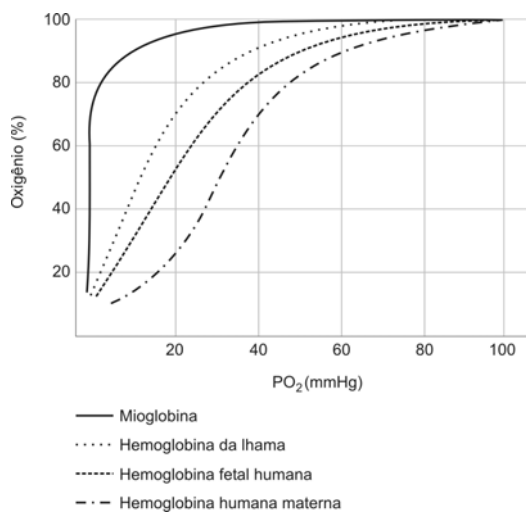 100
80
60
40
20
Oxigênio (%)
20
40
60
80
100
PO2 (mmHg)
Mioglobina
Hemoglobina da lhama
Hemoglobina fetal humana
Hemoglobina humana materna